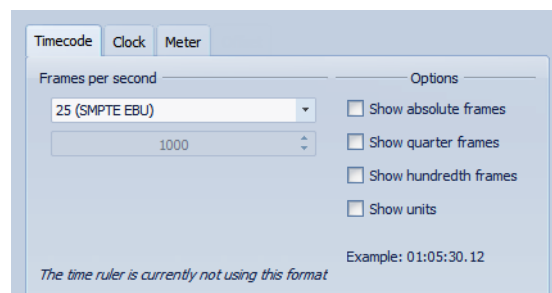 Timecode Clock Meter
Frames per second
25 (SMPTE EBU)
1000
The time ruler is currently not using this format
Options
Show absolute frames
Show quarter frames
Show hundredth frames
Show units
Example: 01:05:30.12